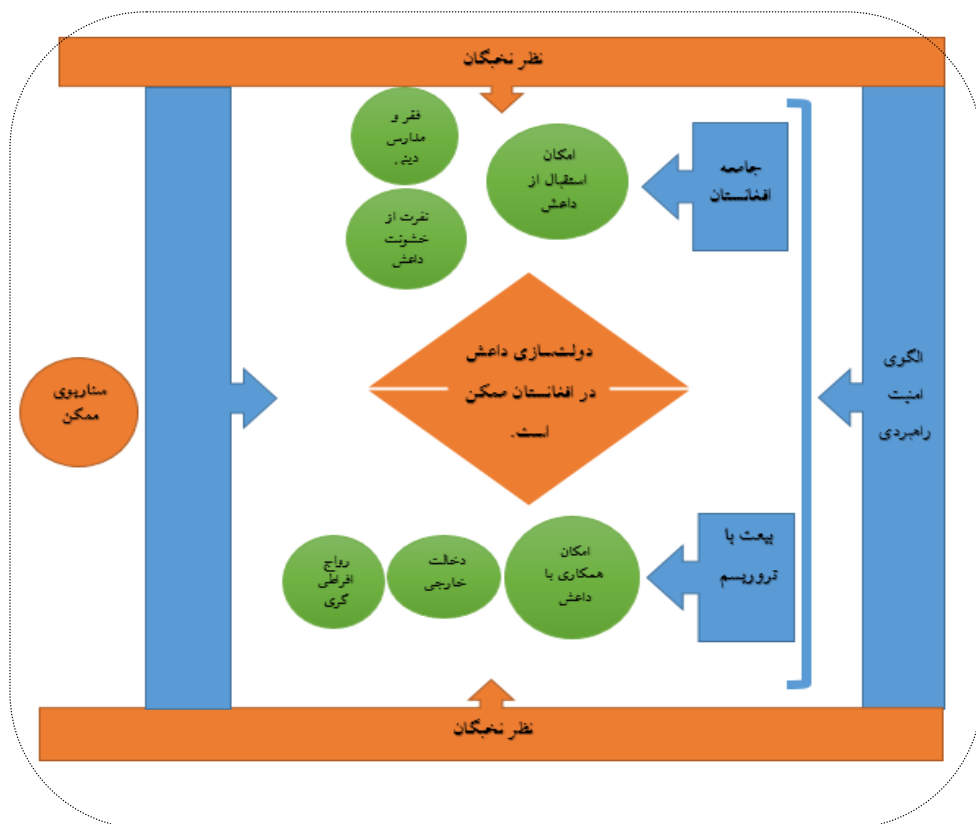 نظر نخبگان
جامعه
افغانستان
امکان
استقبال از
داعش
فقر و
مدارس
دینی
نفرت از
خشونت
داعش
الگوی
امنیت
راهبردی
دولت‌سازی داعش
در افغانستان ممکن
است.
سناریوی
ممکن
بیعت با
تروریسم
امکان
همکاری با
داعش
دخالت
خارجی
رواج
افراطی
گری
نظر نخبگان